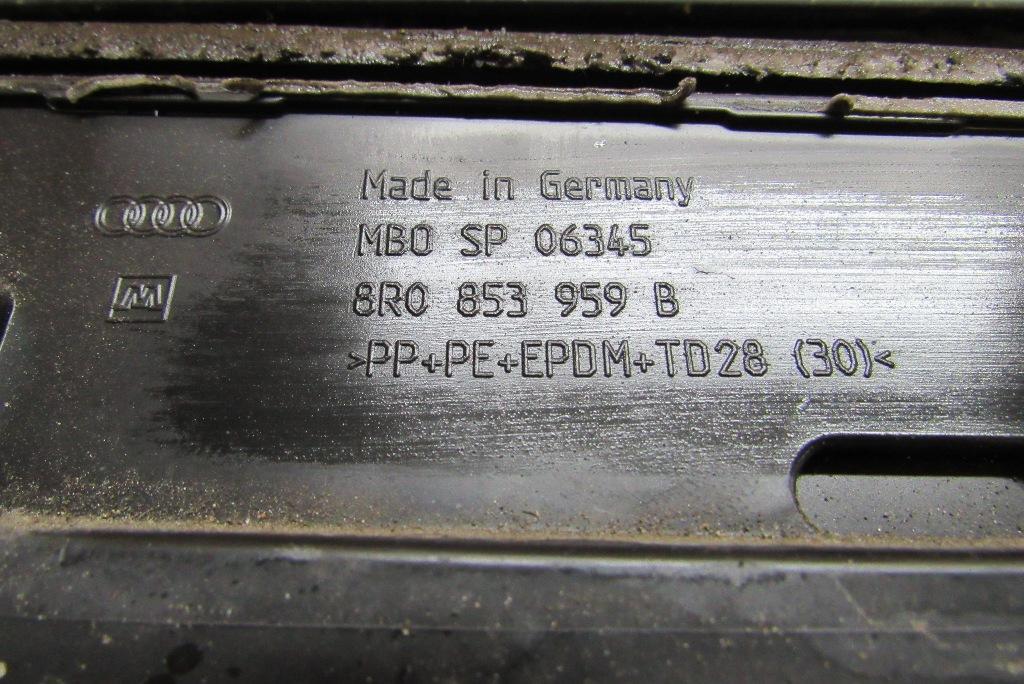 Made in Germany
MBO SP 06345
8R0 853 959 B
>PP+PE+EPDM+TD28 (30)<